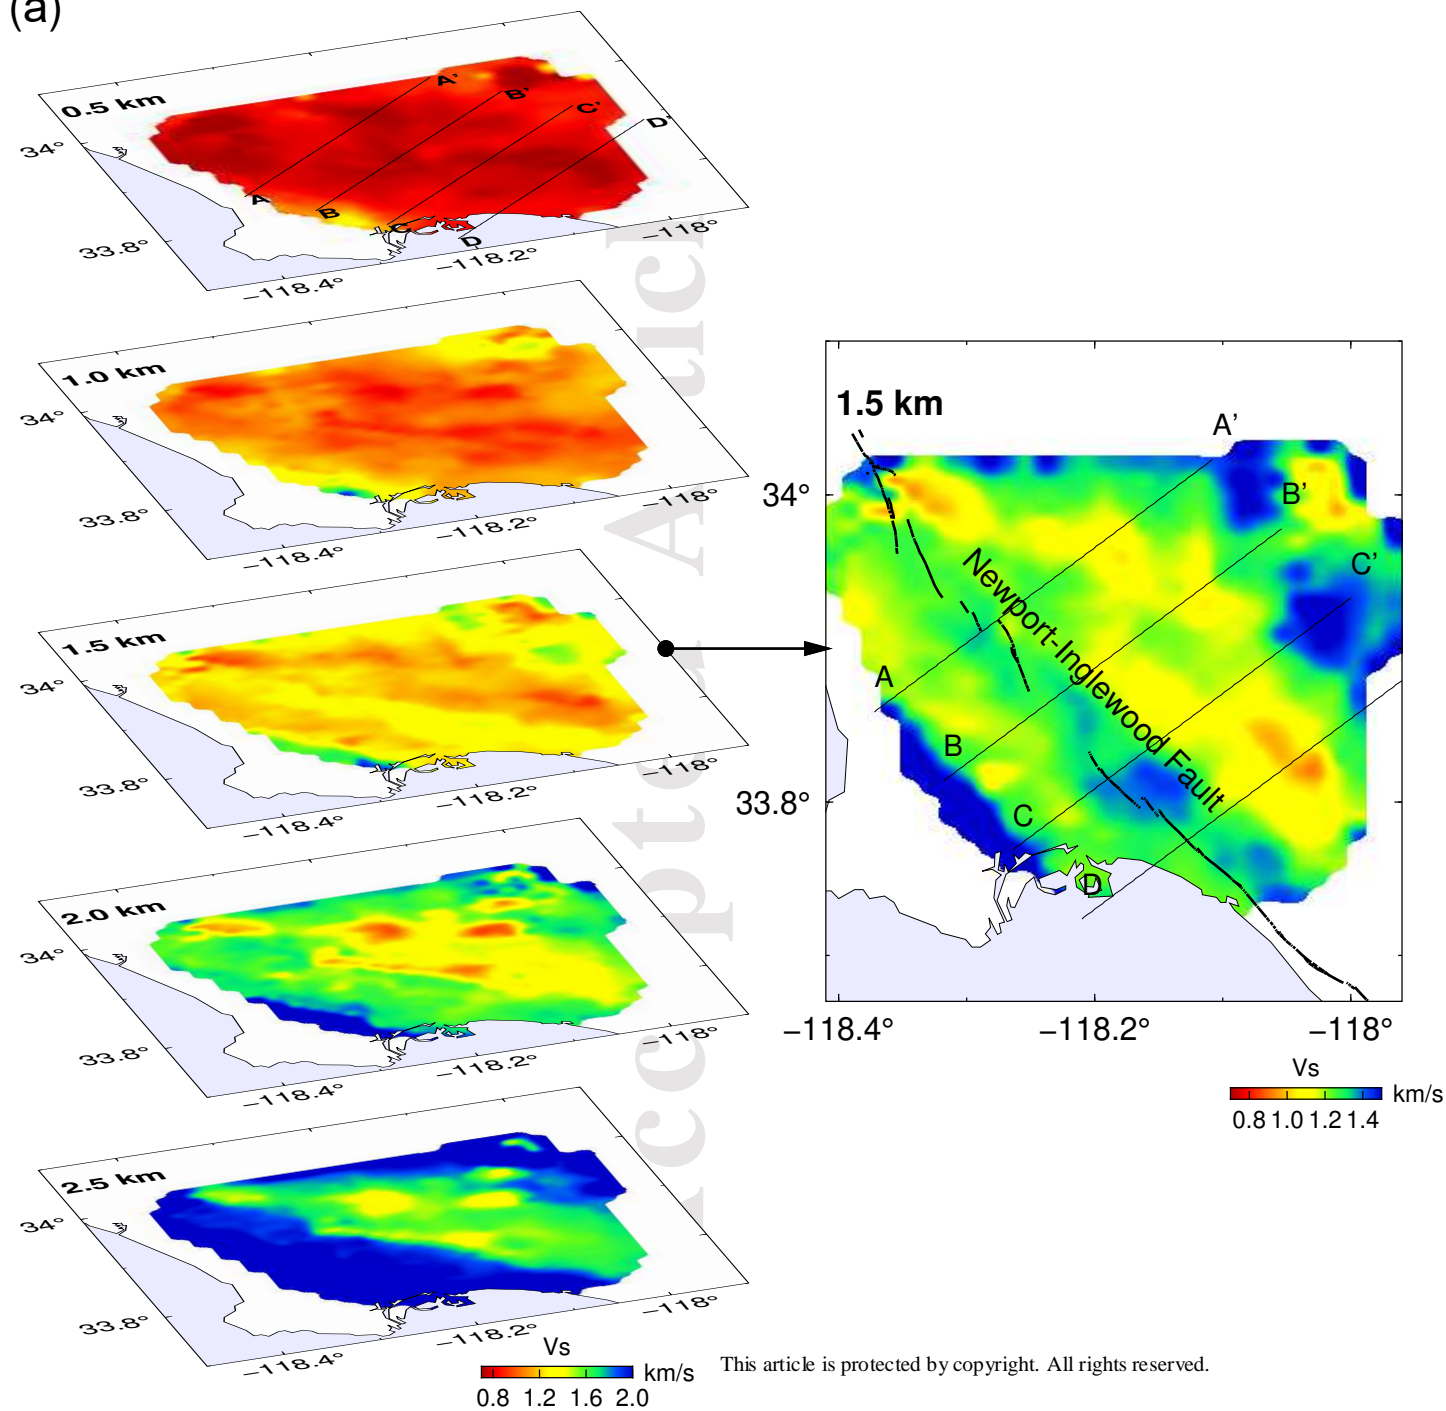 (a)
0.5 km
A'
B'
C'
D'
A
B
C
D
34°
33.8°
−118.4°
−118.2°
−118°
1.0 km
34°
33.8°
−118.4°
−118.2°
−118°
1.5 km
34°
33.8°
−118.4°
−118.2°
−118°
2.0 km
34°
33.8°
−118.4°
−118.2°
−118°
2.5 km
34°
33.8°
−118.4°
−118.2°
−118°
Vs
km/s
0.8 1.2 1.6 2.0
1.5 km
A'
B'
C'
A
B
C
D
Newport-Inglewood Fault
34°
33.8°
−118.4°
−118.2°
−118°
Vs
km/s
0.8 1.0 1.2 1.4
This article is protected by copyright. All rights reserved.